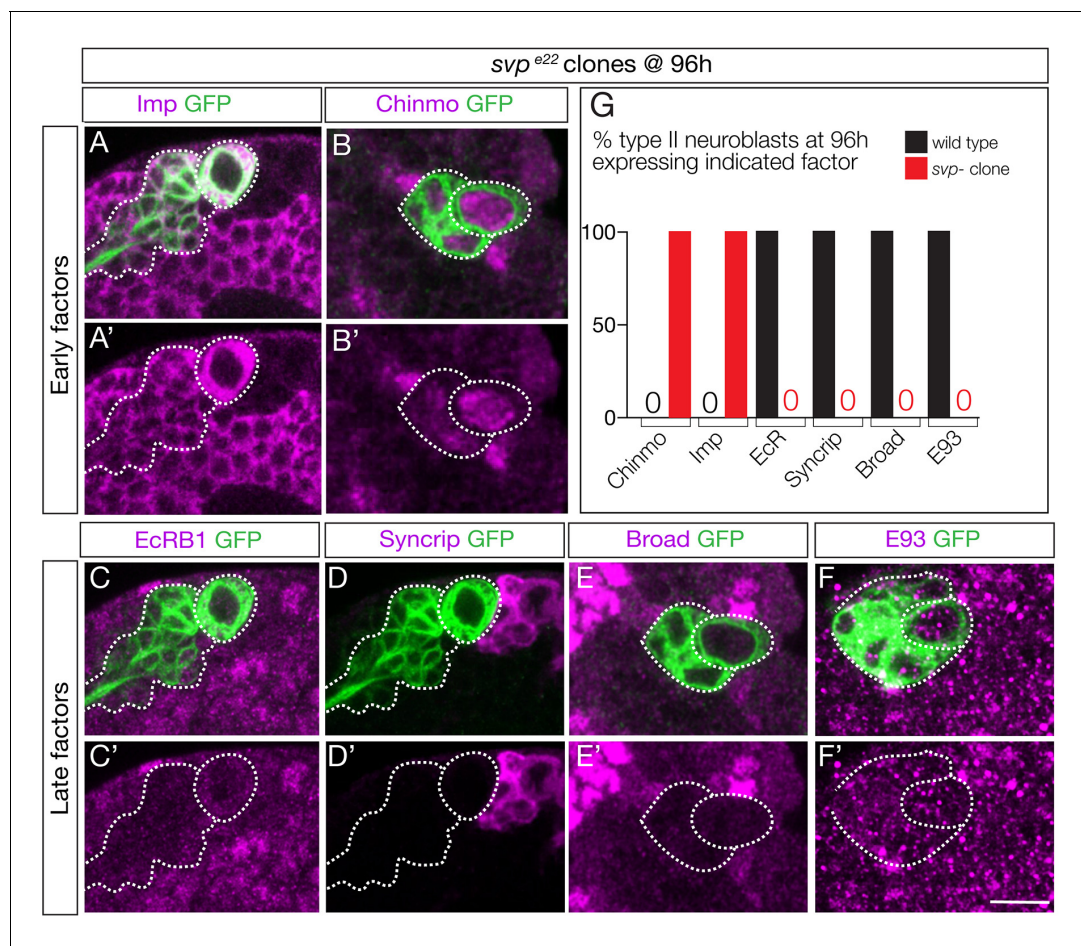 svp e22 clones @ 96h
Imp GFP
Chinmo GFP
Early factors
A
B
A'
B'
G
% type II neuroblasts at 96h
expressing indicated factor
wild type
svp- clone
100
50
0
0
0
0
0
0
0
Chinmo
Imp
EcR
Syncrip
Broad
E93
EcRB1 GFP
Syncrip GFP
Broad GFP
E93 GFP
Late factors
C
D
E
F
C'
D'
E'
F'